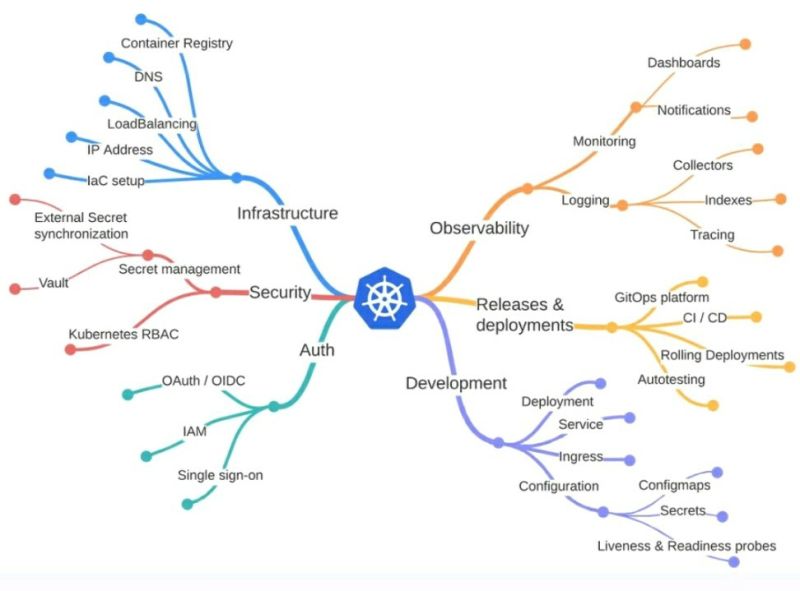 Container Registry
DNS
LoadBalancing
IP Address
IaC setup
Infrastructure
External Secret
synchronization
Vault
Secret management
Security
Kubernetes RBAC
Auth
OAuth / OIDC
IAM
Single sign-on
Dashboards
Notifications
Monitoring
Collectors
Logging
Indexes
Tracing
Observability
Releases &
deployments
GitOps platform
CI / CD
Rolling Deployments
Autotesting
Development
Deployment
Service
Ingress
Configuration
Configmaps
Secrets
Liveness & Readiness probes